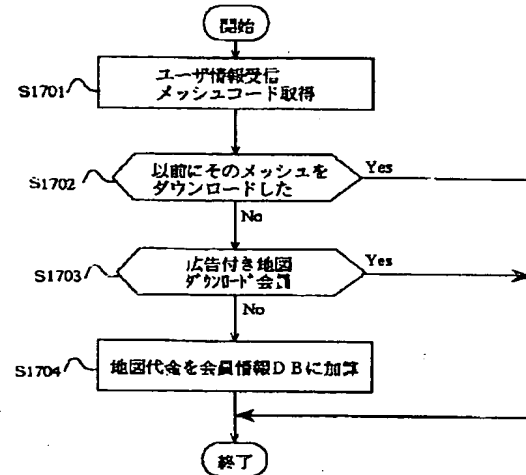 開始
S1701
ユーザ情報受信
メッシュコード取得
S1702
以前にそのメッシュを
ダウンロードした
Yes
No
S1703
広告付き地図
ダウンロード会員
Yes
No
S1704
地図代金を会員情報DBに加算
終了